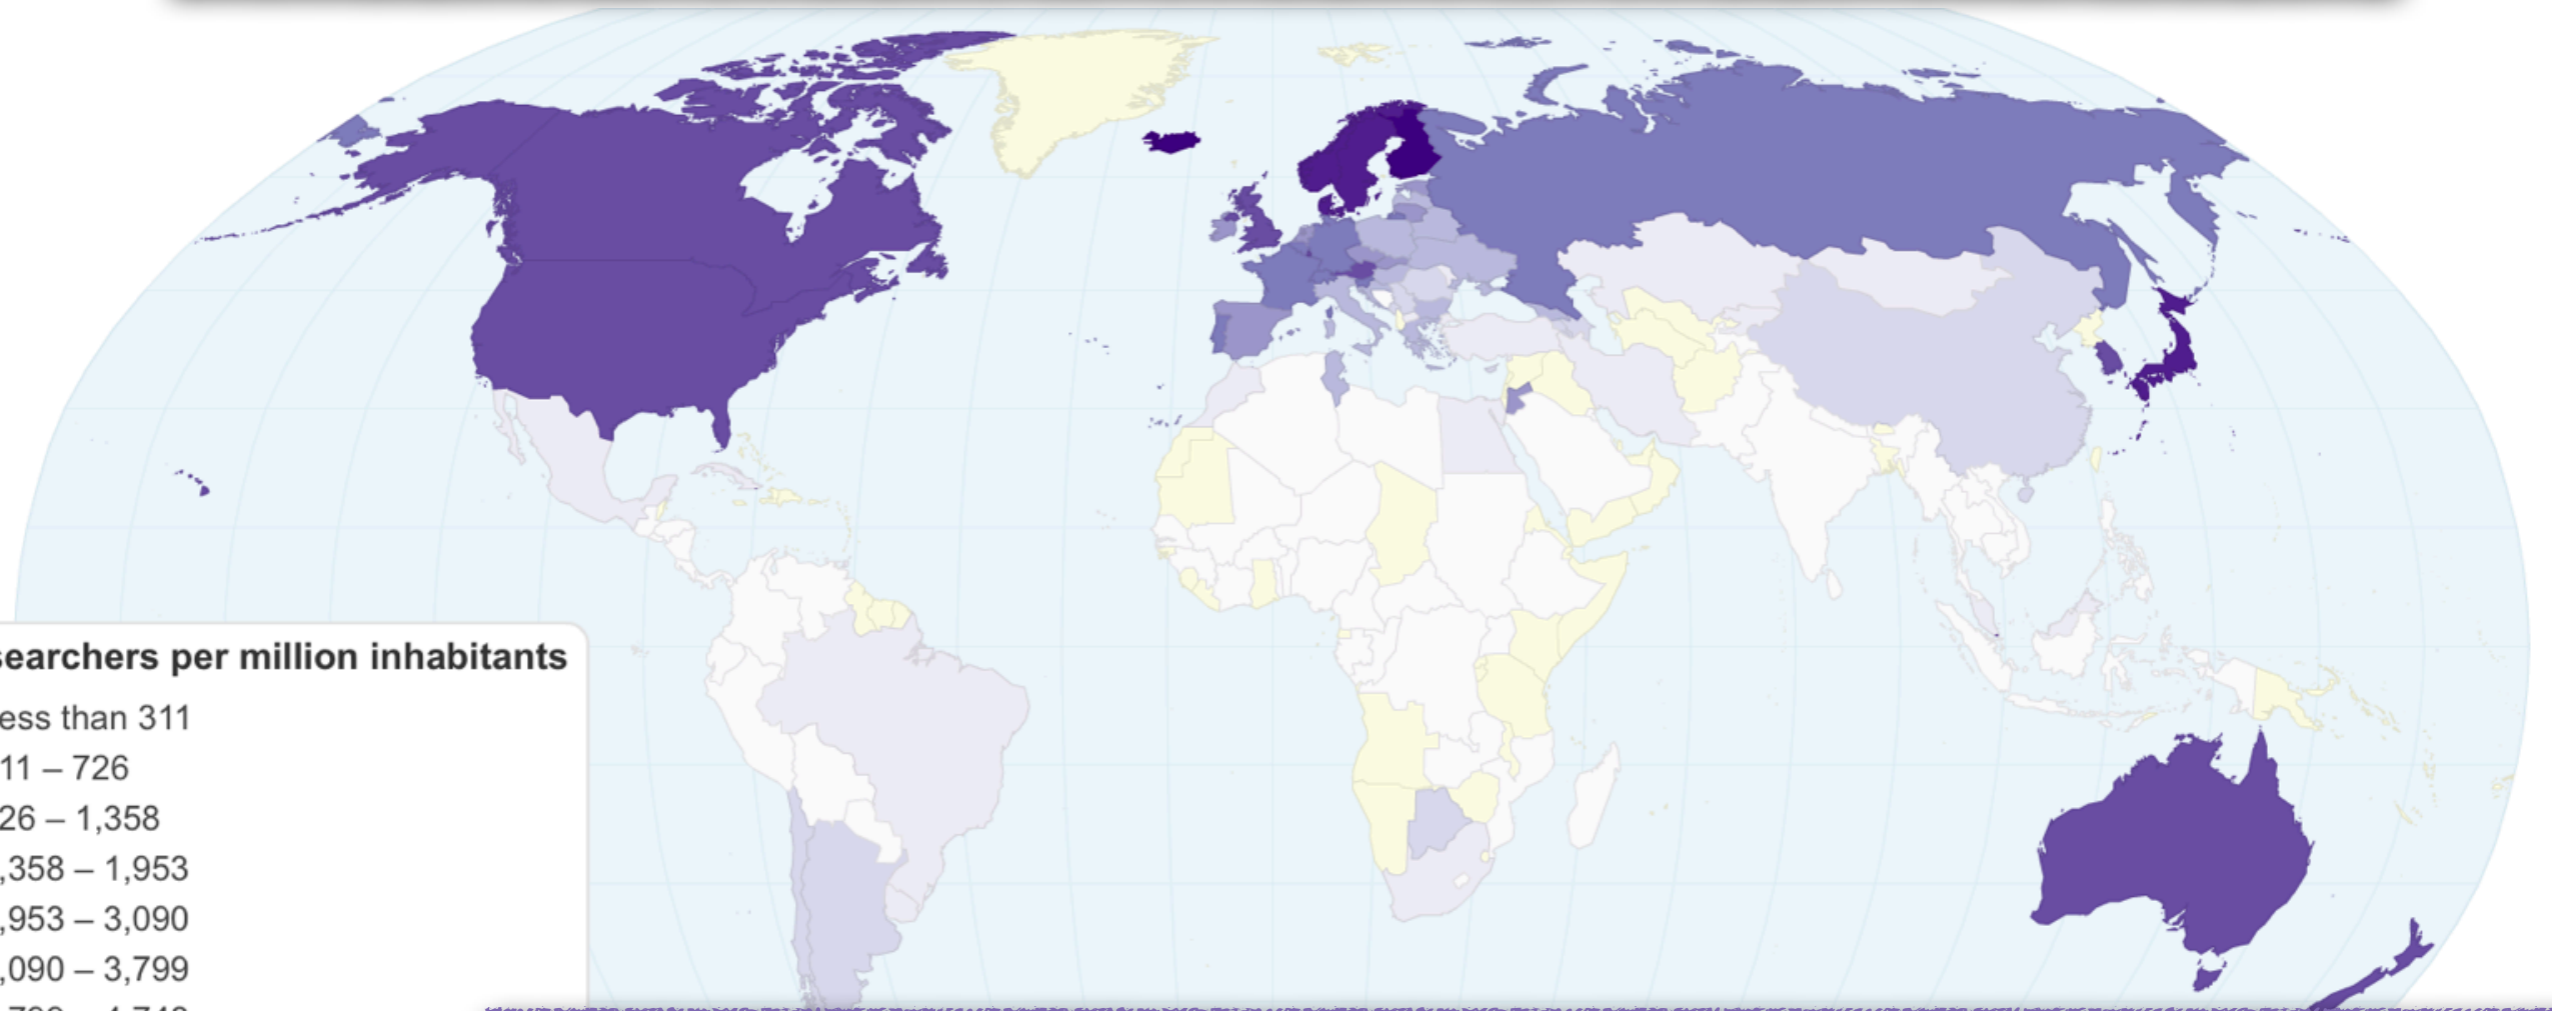 searchers per million inhabitants
ess than 311
11 – 726
26 – 1,358
,358 – 1,953
,953 – 3,090
,090 – 3,799